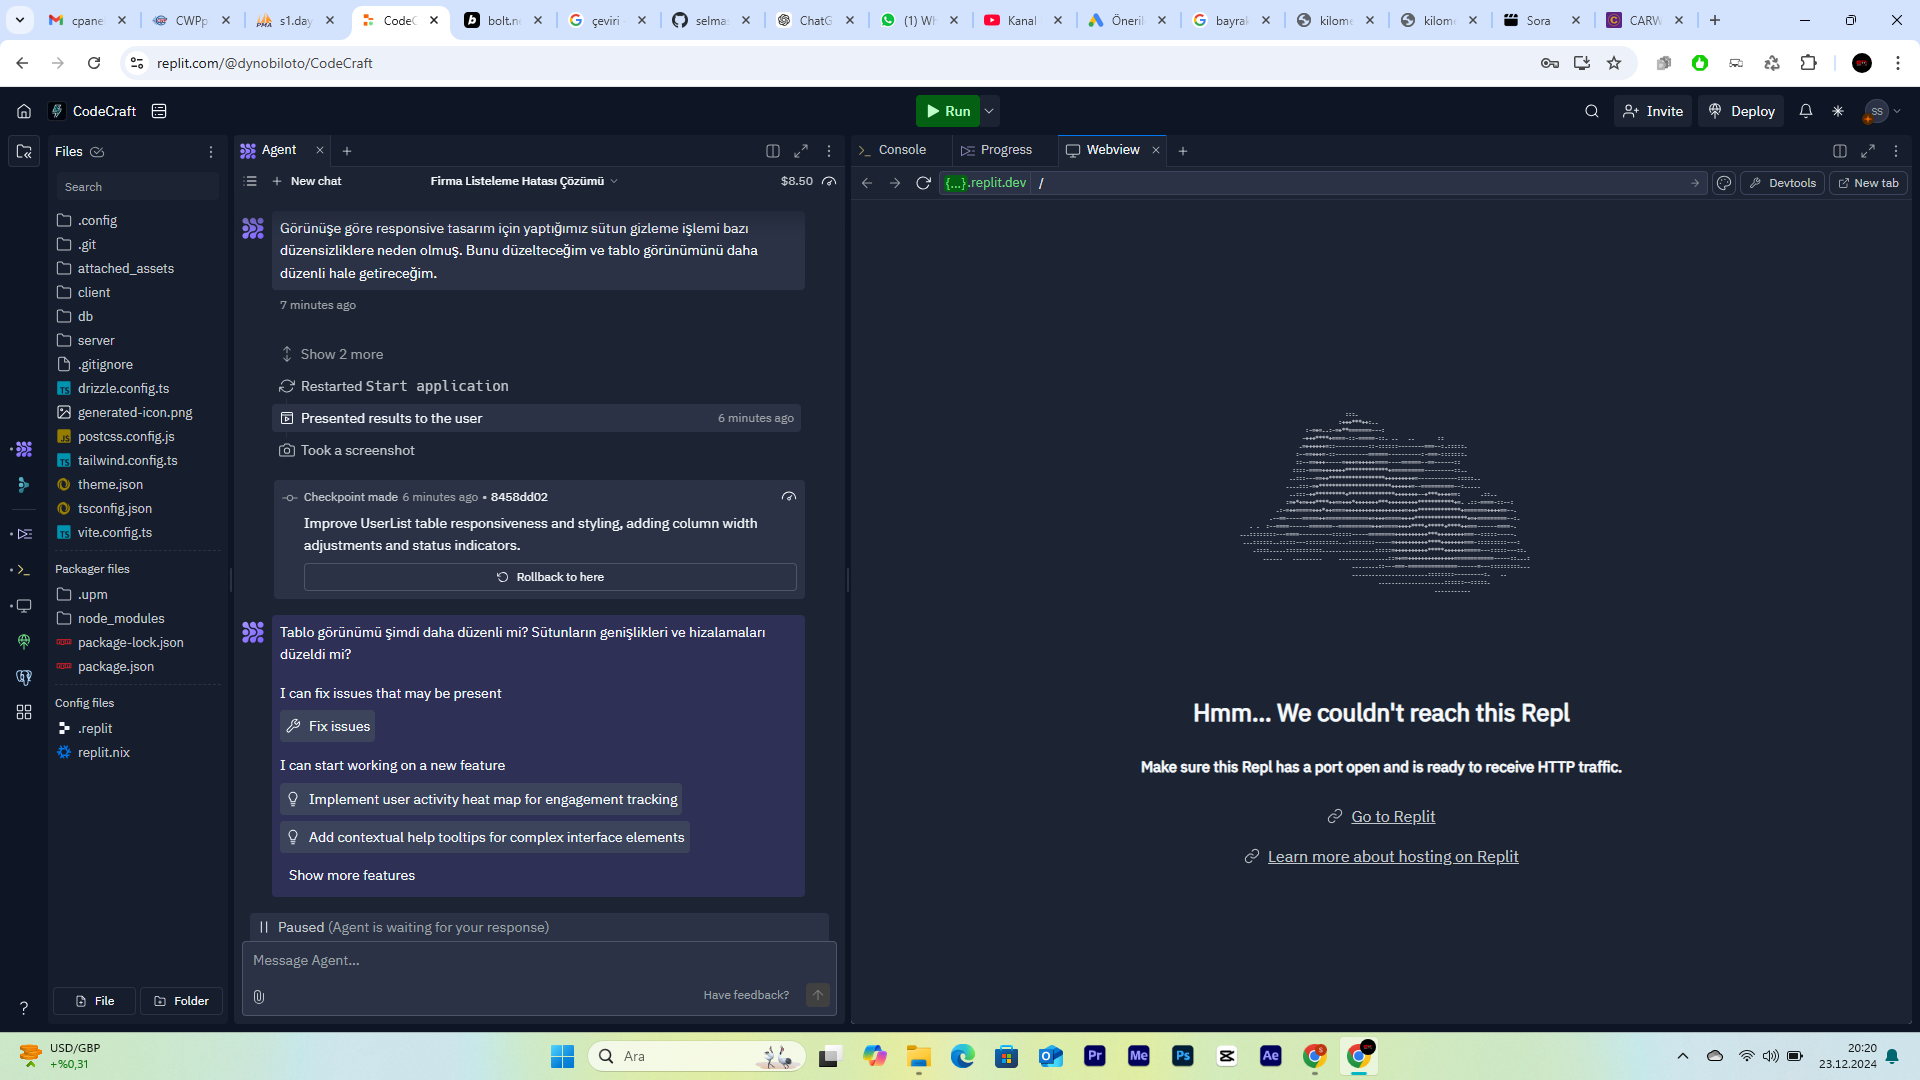 cpanel
CWPp
s1.day
CodeC
bolt.ne
çeviri -
selmas
ChatG
(1) Wh
Kanal
Öneril
bayrak
kilome
kilome
Sora
CARW
replit.com/@dynobiloto/CodeCraft
CodeCraft
Run
Invite
Deploy
SS
Files
Search
.config
.git
attached_assets
client
db
server
.gitignore
drizzle.config.ts
generated-icon.png
postcss.config.js
tailwind.config.ts
theme.json
tsconfig.json
vite.config.ts
Packager files
.upm
node_modules
package-lock.json
package.json
Config files
.replit
replit.nix
File
Folder
Agent
New chat
Firma Listeleme Hatası Çözümü
$8.50
Görünüşe göre responsive tasarım için yaptığımız sütun gizleme işlemi bazı
düzensizliklere neden olmuş. Bunu düzelteceğim ve tablo görünümünü daha
düzenli hale getireceğim.
7 minutes ago
Show 2 more
Restarted Start application
Presented results to the user
6 minutes ago
Took a screenshot
Checkpoint made 6 minutes ago • 8458dd02
Improve UserList table responsiveness and styling, adding column width
adjustments and status indicators.
Rollback to here
Tablo görünümü şimdi daha düzenli mi? Sütunların genişlikleri ve hizalamaları
düzeldi mi?
I can fix issues that may be present
Fix issues
I can start working on a new feature
Implement user activity heat map for engagement tracking
Add contextual help tooltips for complex interface elements
Show more features
Paused (Agent is waiting for your response)
Message Agent...
Have feedback?
Console
Progress
Webview
{...}.replit.dev
/
Devtools
New tab
Hmm... We couldn't reach this Repl
Make sure this Repl has a port open and is ready to receive HTTP traffic.
Go to Replit
Learn more about hosting on Replit
USD/GBP
+%0,31
Ara
Pr
Me
Ps
Ae
20:20
23.12.2024